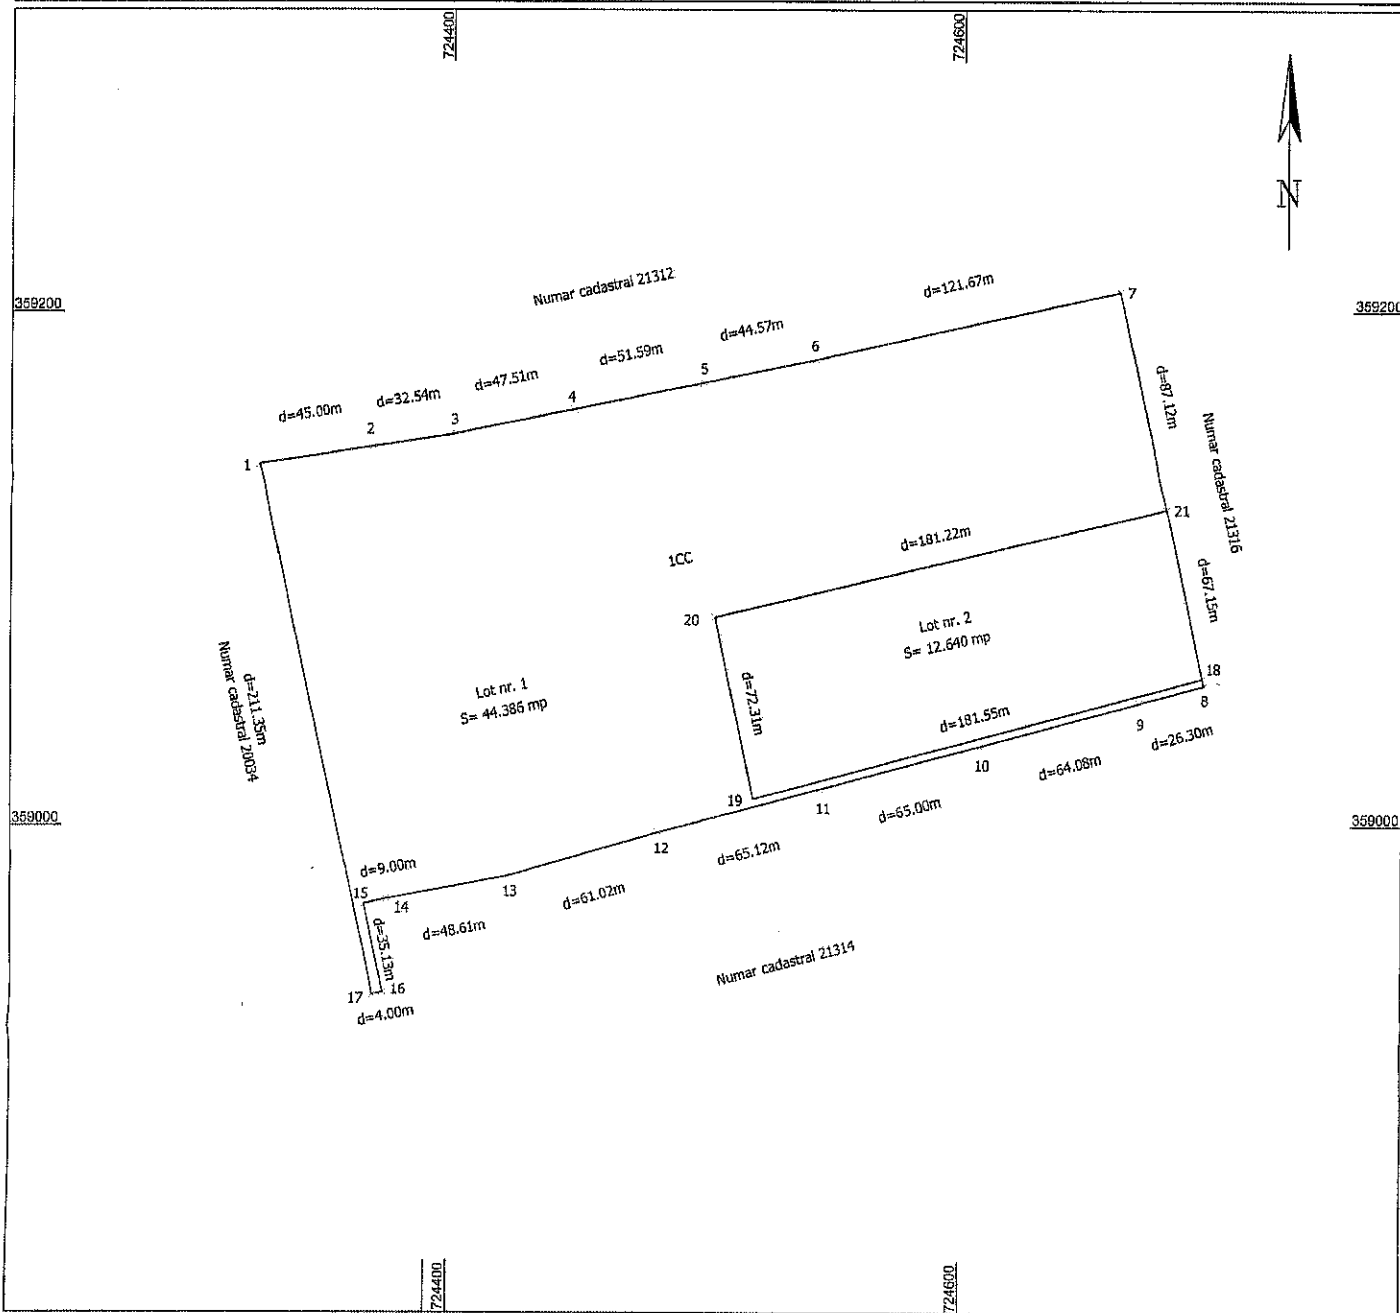 724400
724600
N
Numar cadastral 21312
359200
359200
d=121.67m
7
d=44.57m
6
d=51.59m
5
d=47.51m
4
d=32.54m
3
d=45.00m
2
1
d=87.12m
Numar cadastral 21316
21
d=181.22m
1CC
d=67.15m
20
Lot nr. 2
S= 12.640 mp
Numar cadastral 20034
d=211.35m
Lot nr. 1
S= 44.386 mp
d=72.31m
18
8
d=181.55m
9
d=26.30m
10
d=64.08m
19
11
d=65.00m
359000
359000
12
d=65.12m
d=9.00m
15
14
13
d=61.02m
d=48.61m
d=35.13m
Numar cadastral 21314
17
16
d=4.00m
724400
724600